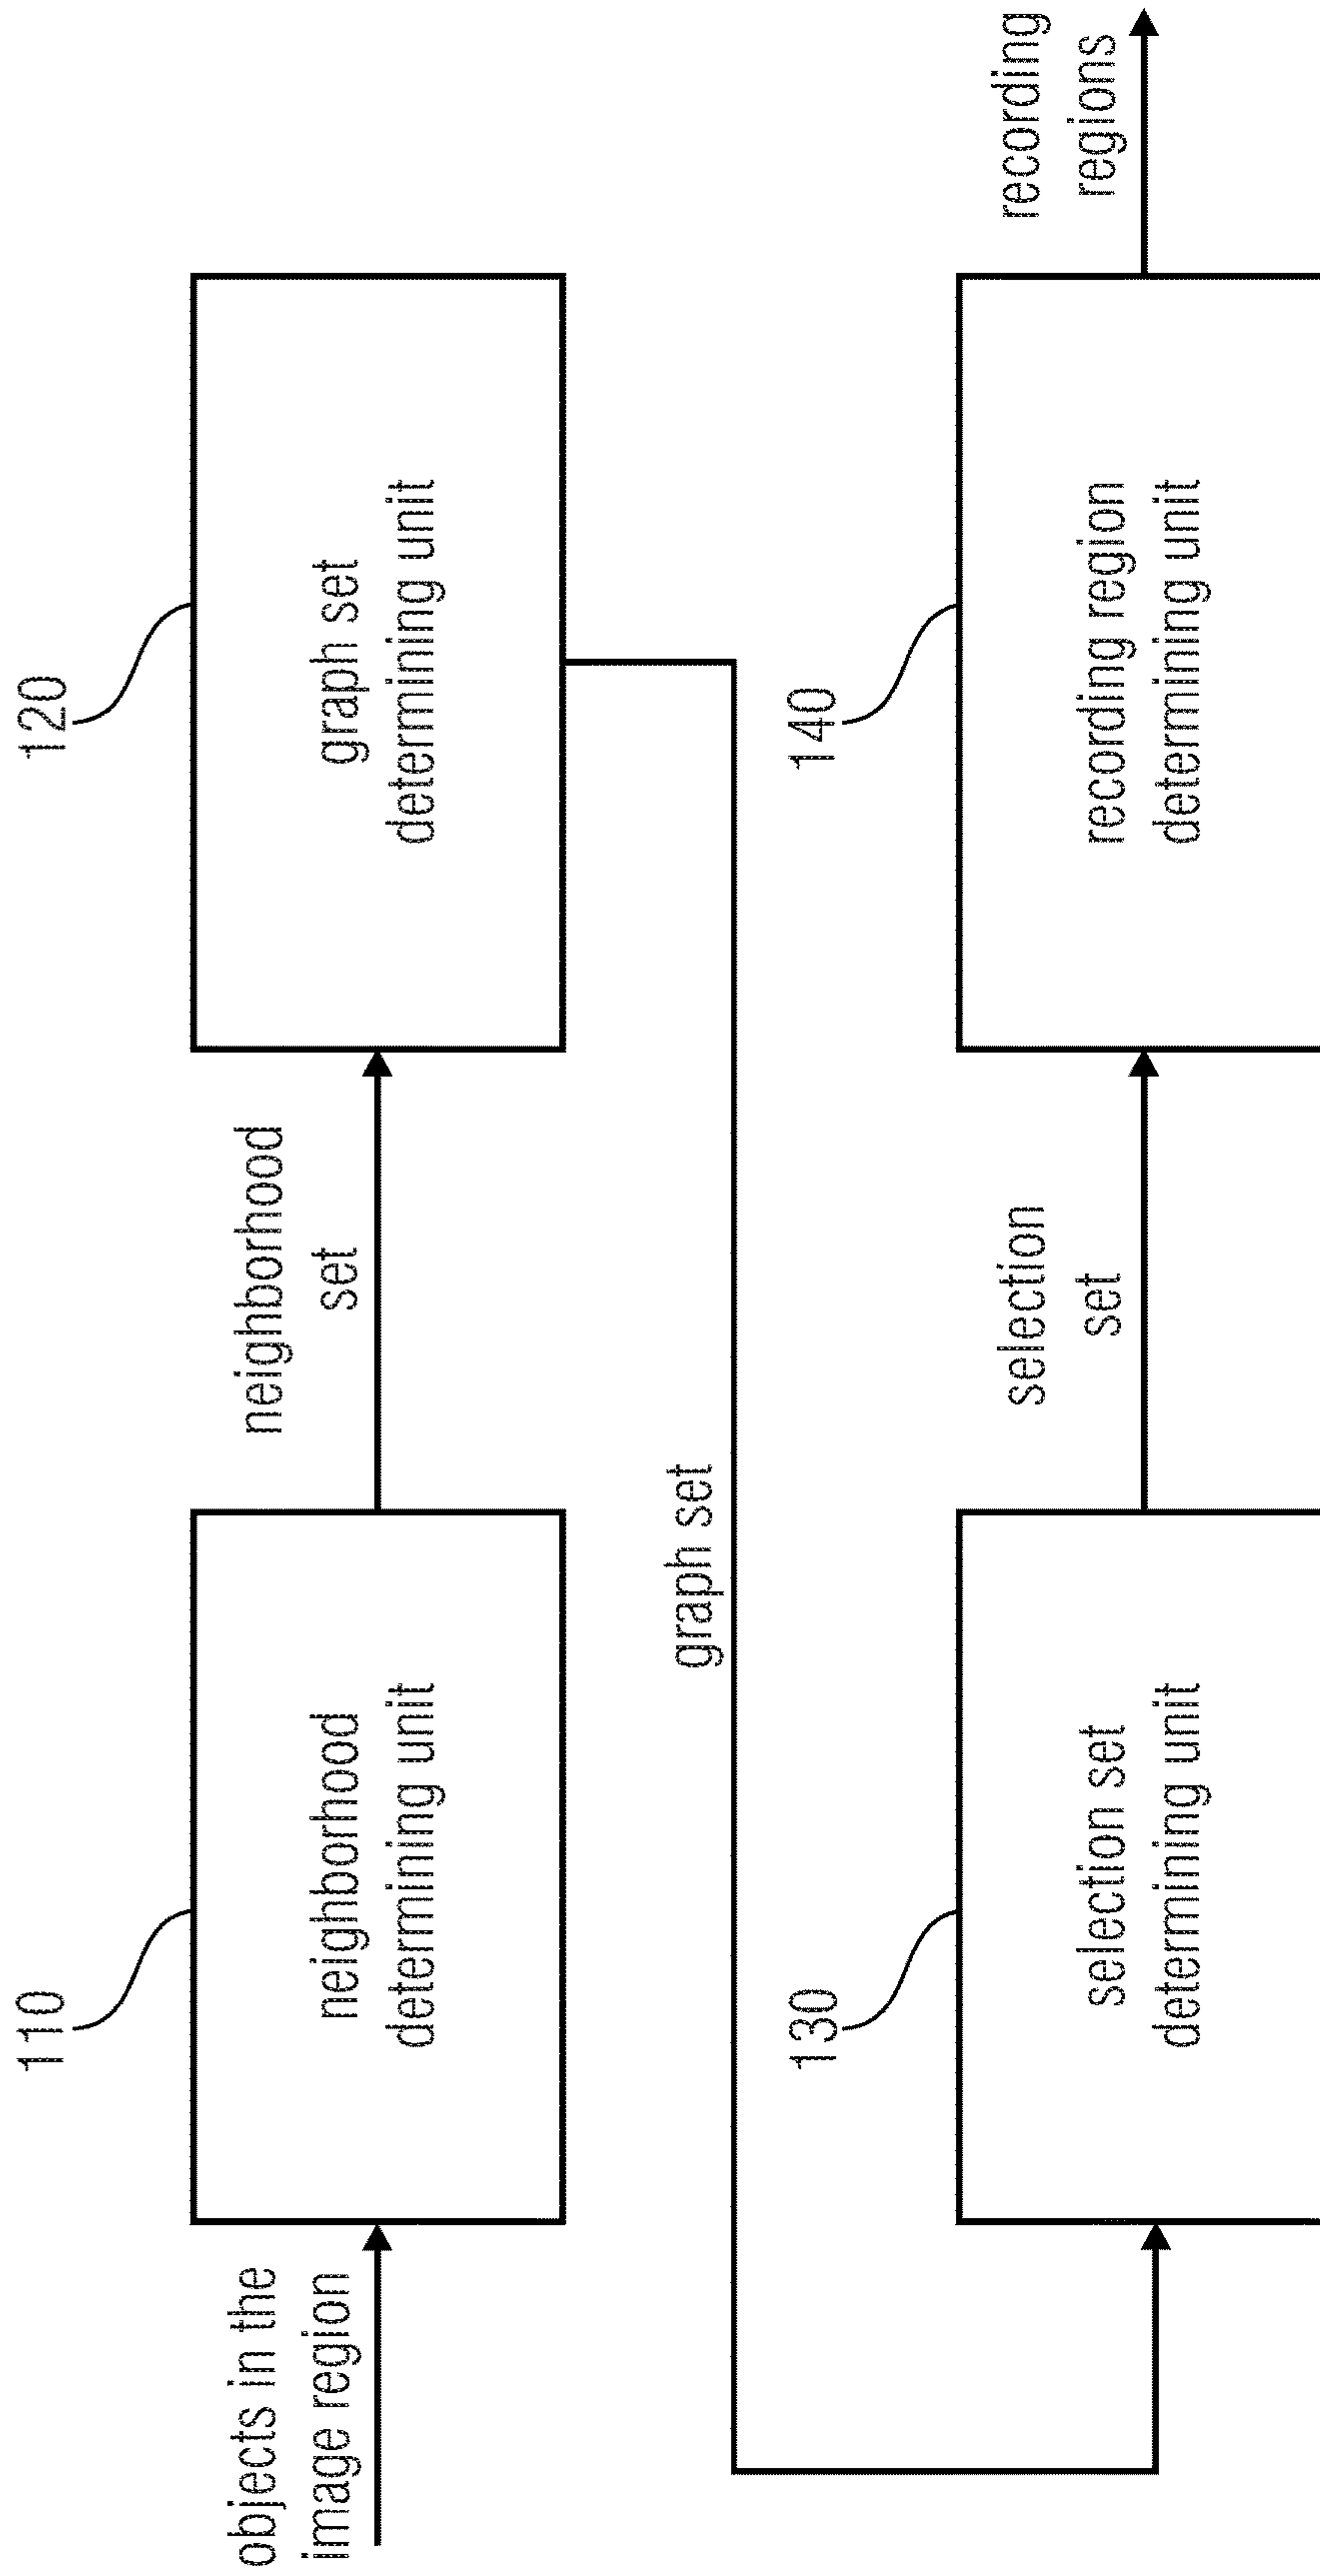 110
120
objects in the
image region
neighborhood
determining unit
neighborhood
set
graph set
determining unit
graph set
130
140
selection set
determining unit
selection
set
recording region
determining unit
recording
regions